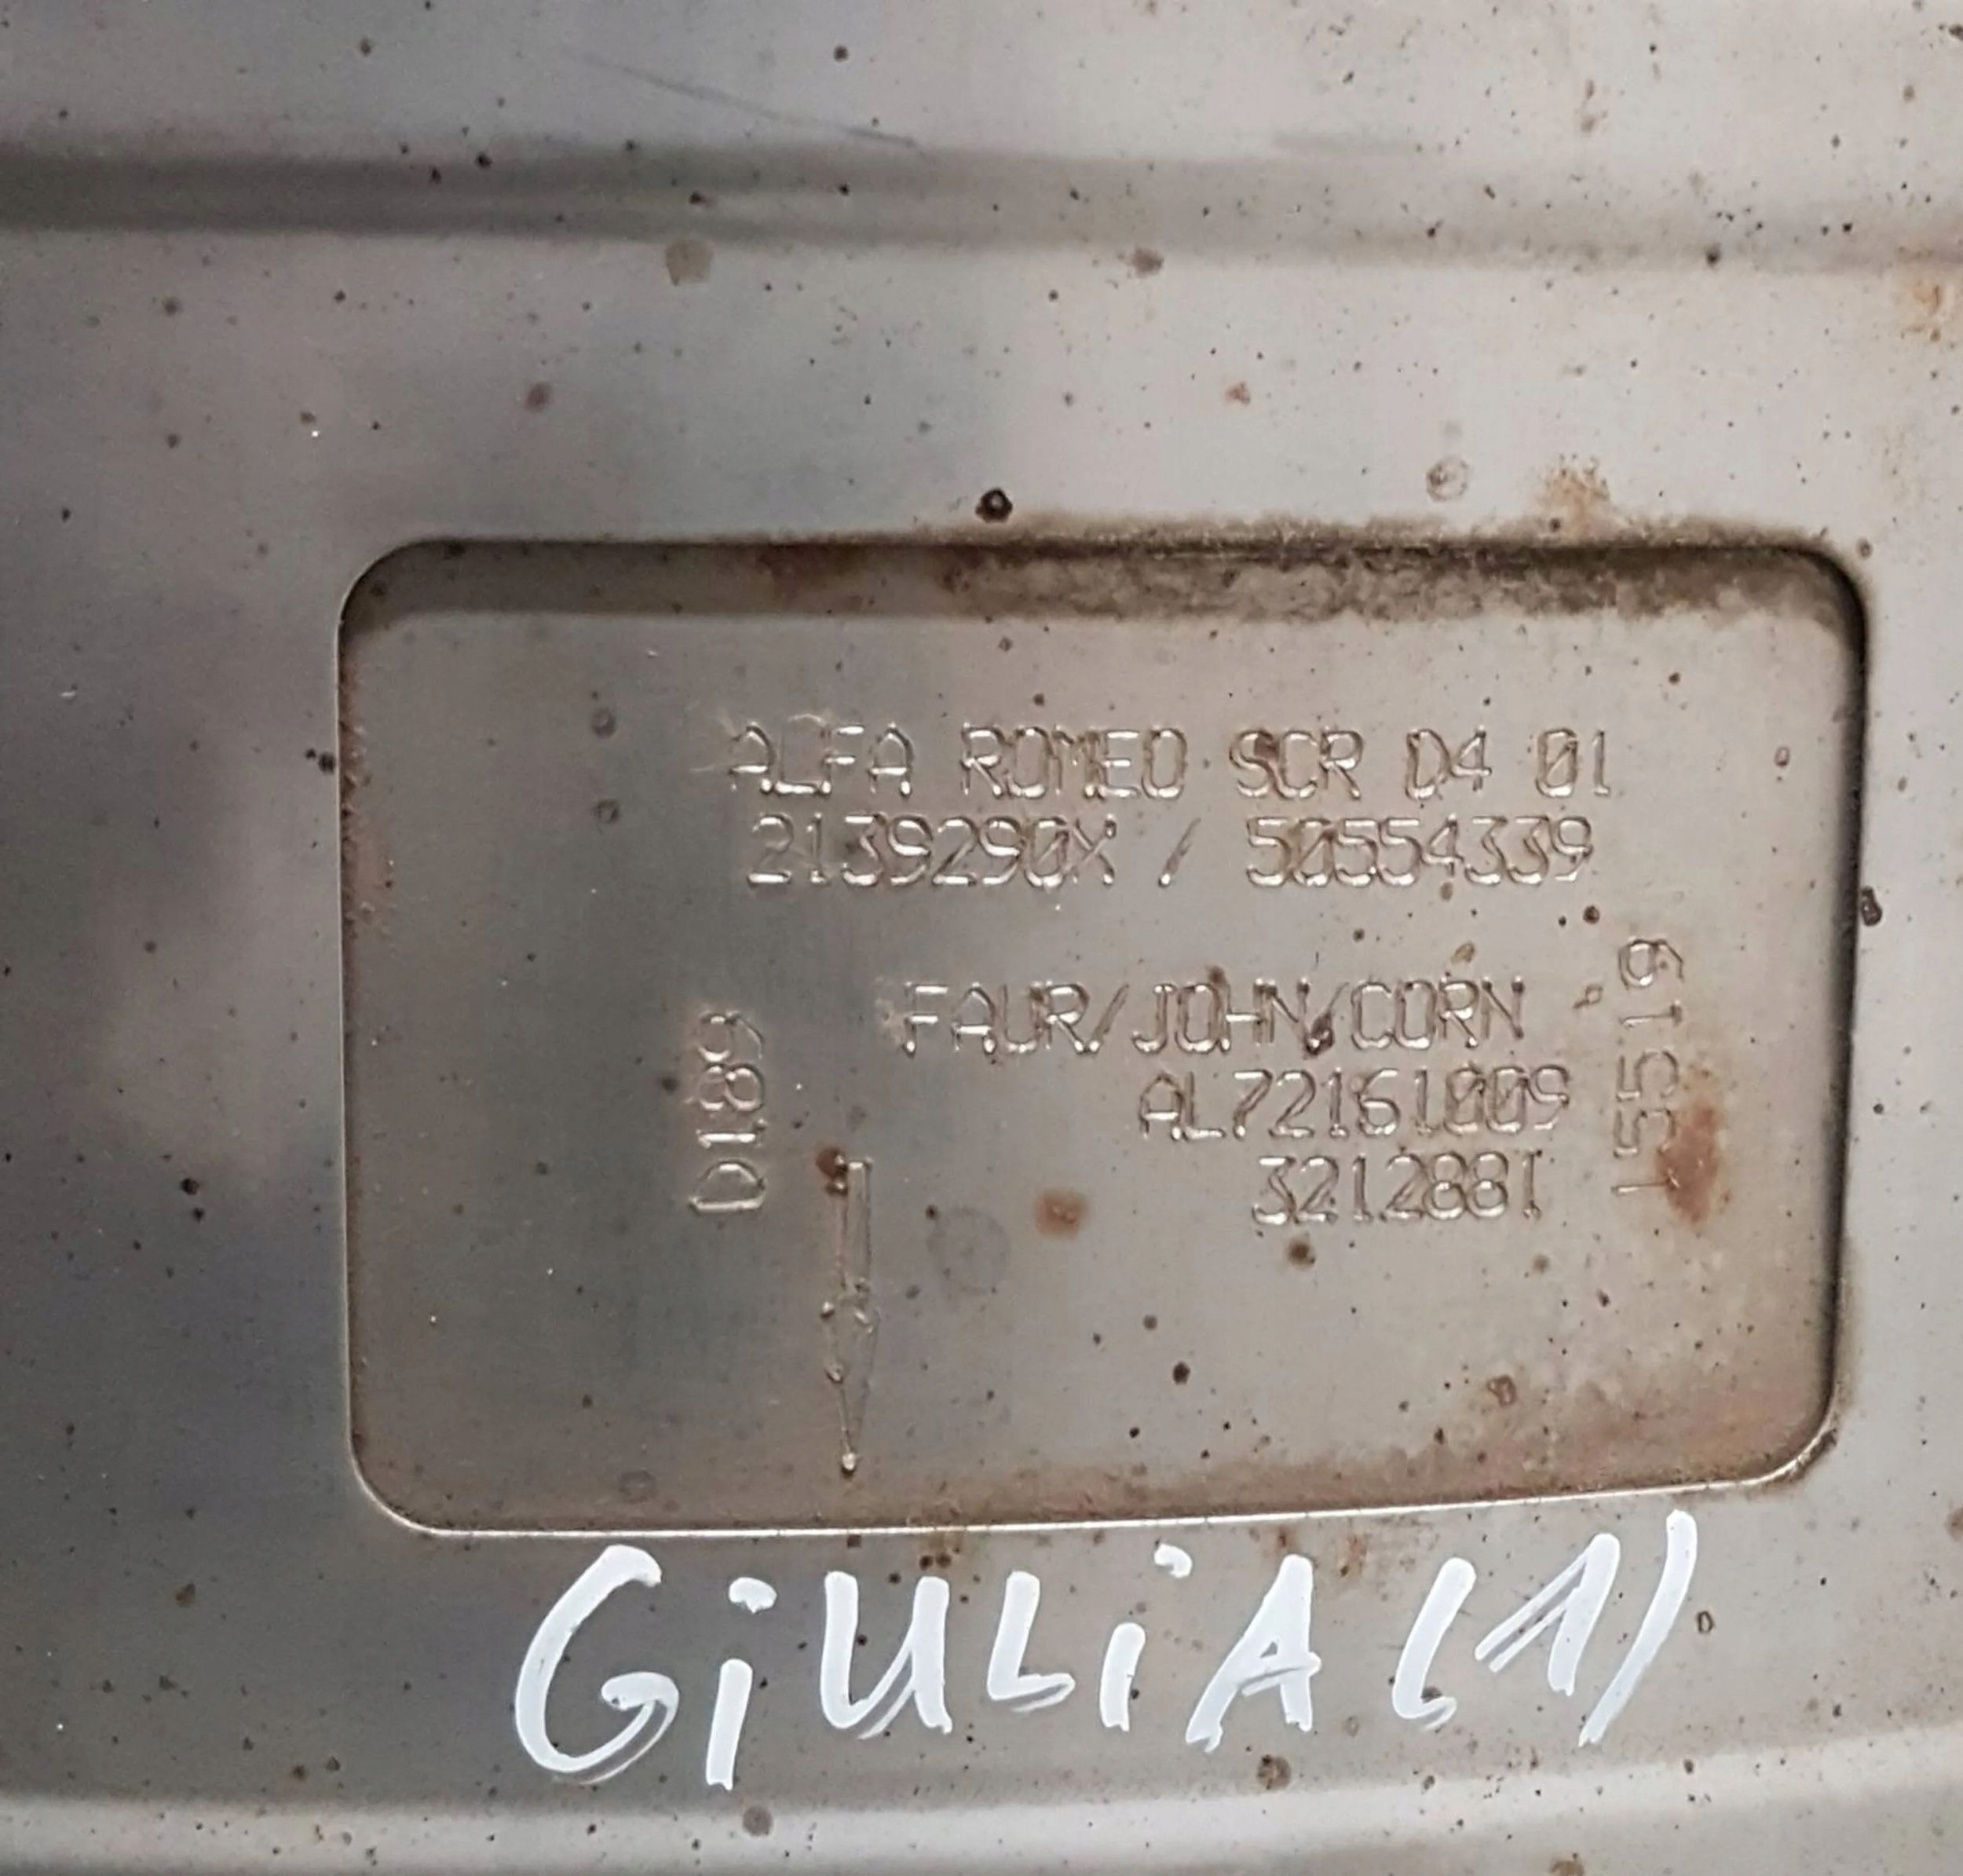 ALFA ROMEO SCR D4 01
2139290X / 50554339
FAUR/JOHN/CORN
AL72161009
3212881
D189
15519
GiULiA (1)